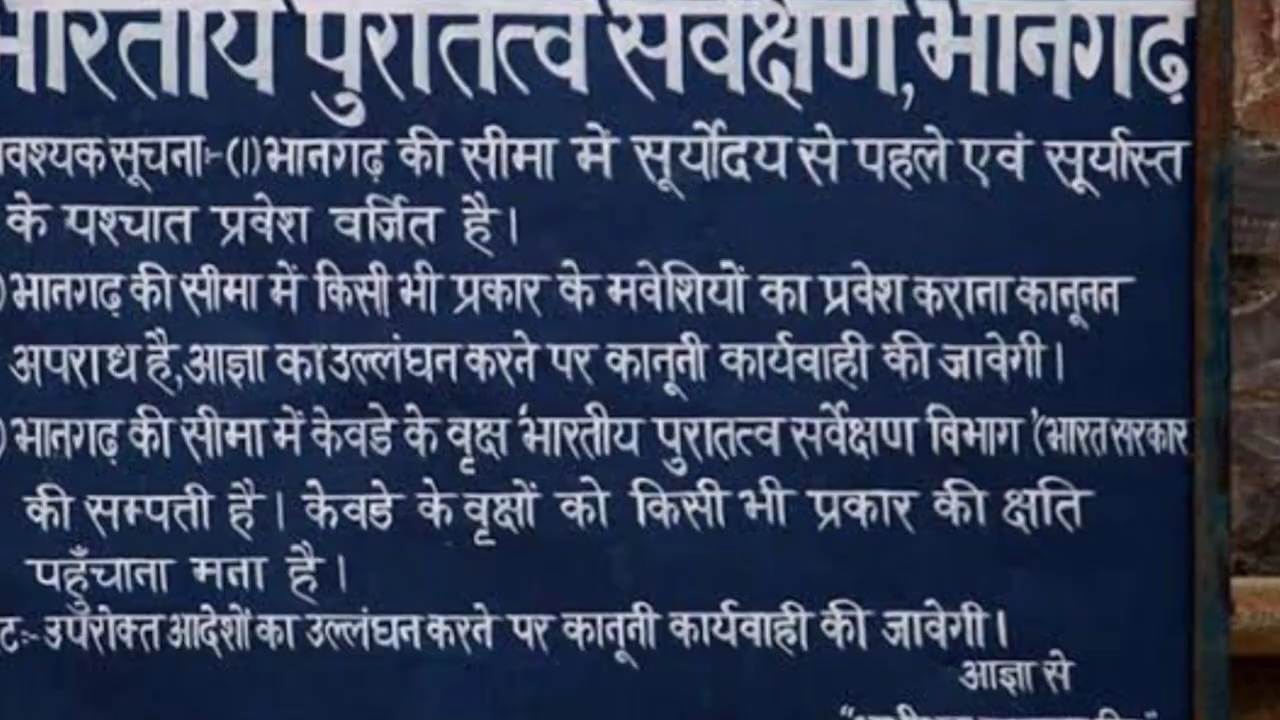 भारतीय पुरातत्व सर्वेक्षण, भानगढ़
वश्यक सूचना:-(1) भानगढ़ की सीमा में सूर्योदय से पहले एवं सूर्यास्त
के पश्चात प्रवेश वर्जित है।
) भानगढ़ की सीमा में किसी भी प्रकार के मवेशियों का प्रवेश कराना कानूनन
अपराध है, आज्ञा का उल्लंघन करने पर कानूनी कार्यवाही की जावेगी।
) भानगढ़ की सीमा में केवडे के वृक्ष 'भारतीय पुरातत्व सर्वेक्षण विभाग '(भारत सरकार
की सम्पती है। केवडे के वृक्षों को किसी भी प्रकार की क्षति
पहुँचाना मना है।
ट:- उपरोक्त आदेशों का उल्लंघन करने पर कानूनी कार्यवाही की जावेगी।
आज्ञा से